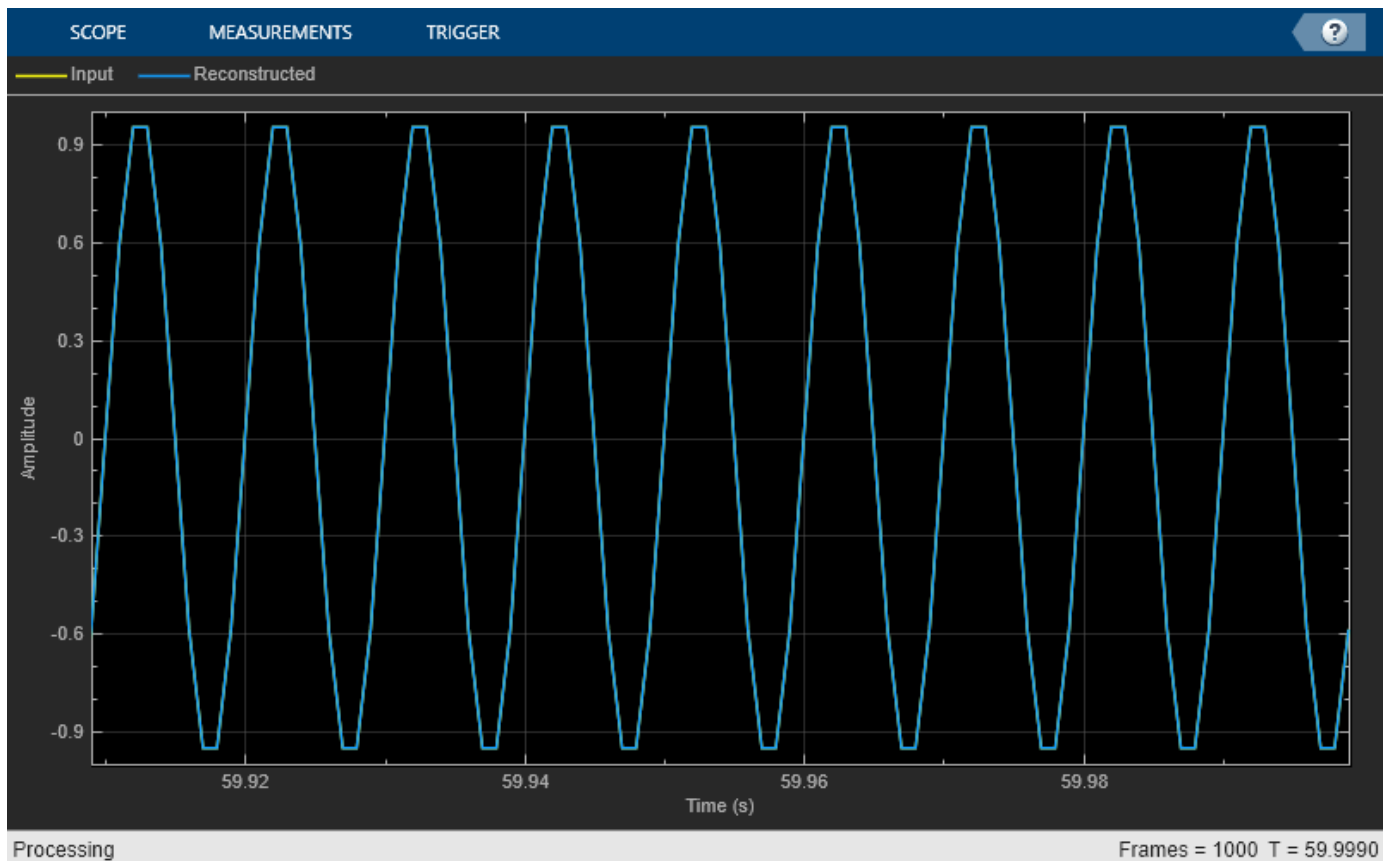 SCOPE MEASUREMENTS TRIGGER ?
Input Reconstructed
0.9
0.6
0.3
0
-0.3
-0.6
-0.9
Amplitude
59.92 59.94 59.96 59.98
Time (s)
Processing Frames = 1000 T = 59.9990